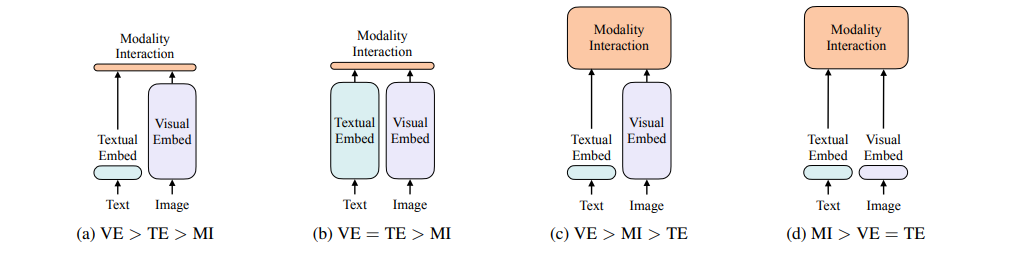 Modality
Interaction
Textual
Embed
Visual
Embed
Text
Image
(a) VE > TE > MI
Modality
Interaction
Textual
Embed
Visual
Embed
Text
Image
(b) VE = TE > MI
Modality
Interaction
Textual
Embed
Visual
Embed
Text
Image
(c) VE > MI > TE
Modality
Interaction
Textual
Embed
Visual
Embed
Text
Image
(d) MI > VE = TE